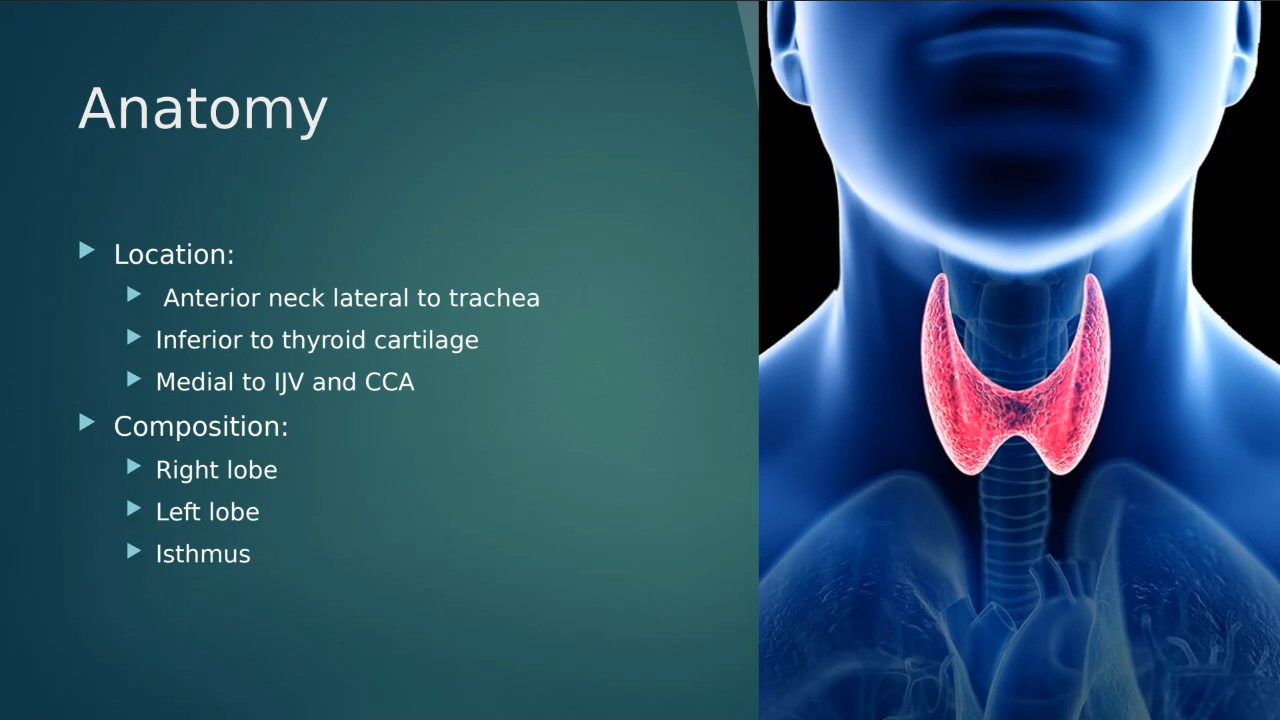 Anatomy
Location:
Anterior neck lateral to trachea
Inferior to thyroid cartilage
Medial to IJV and CCA
Composition:
Right lobe
Left lobe
Isthmus